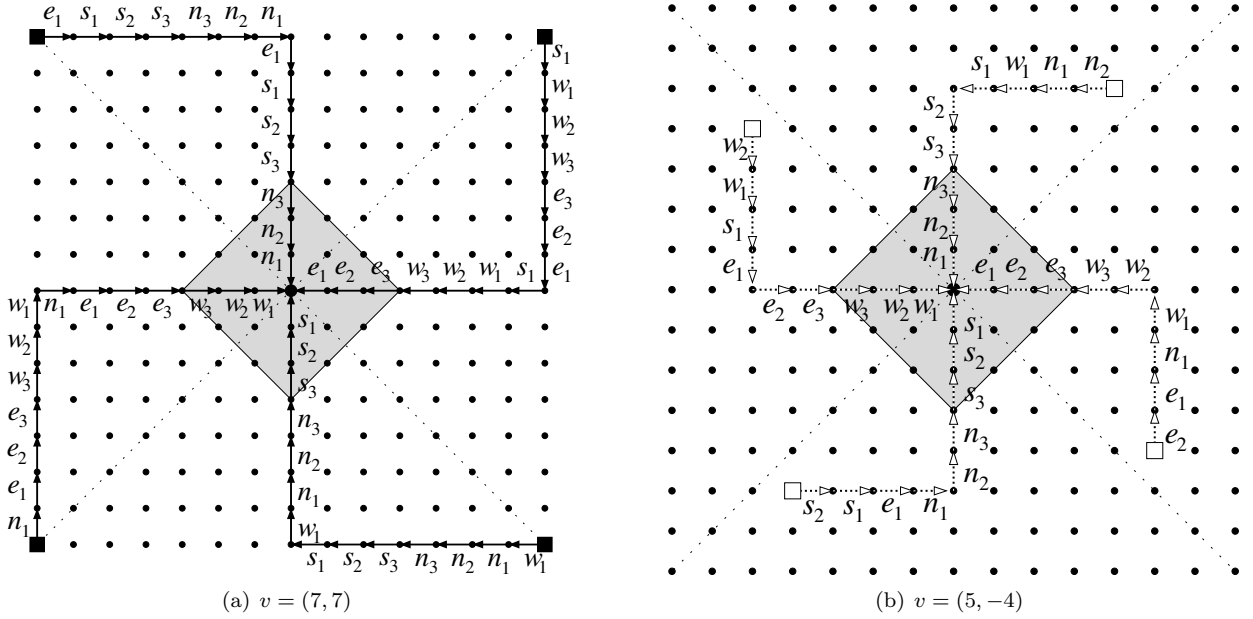 e₁ s₁ s₂ s₃ n₃ n₂ n₁
e₁
s₁
s₂
s₃
n₃
n₂
n₁
s₁
w₁
w₂
w₃
e₃
e₂
e₁
w₁ n₁ e₁ e₂ e₃ w₃ w₂ w₁ e₁ e₂ e₃ w₃ w₂ w₁ s₁
w₂
w₃
e₃
e₂
e₁
n₁
s₁
s₂
s₃
n₃
n₂
n₁
w₁
s₁ s₂ s₃ n₃ n₂ n₁ w₁
(a) v = (7, 7)
s₁ w₁ n₁ n₂
s₂
s₃
n₃
n₂
n₁
w₂
w₁
s₁
e₁
e₂ e₃ w₃ w₂ w₁ e₁ e₂ e₃ w₃ w₂
w₁
n₁
e₁
e₂
s₁
s₂
s₃
n₃
n₂
s₂ s₁ e₁ n₁
(b) v = (5, −4)